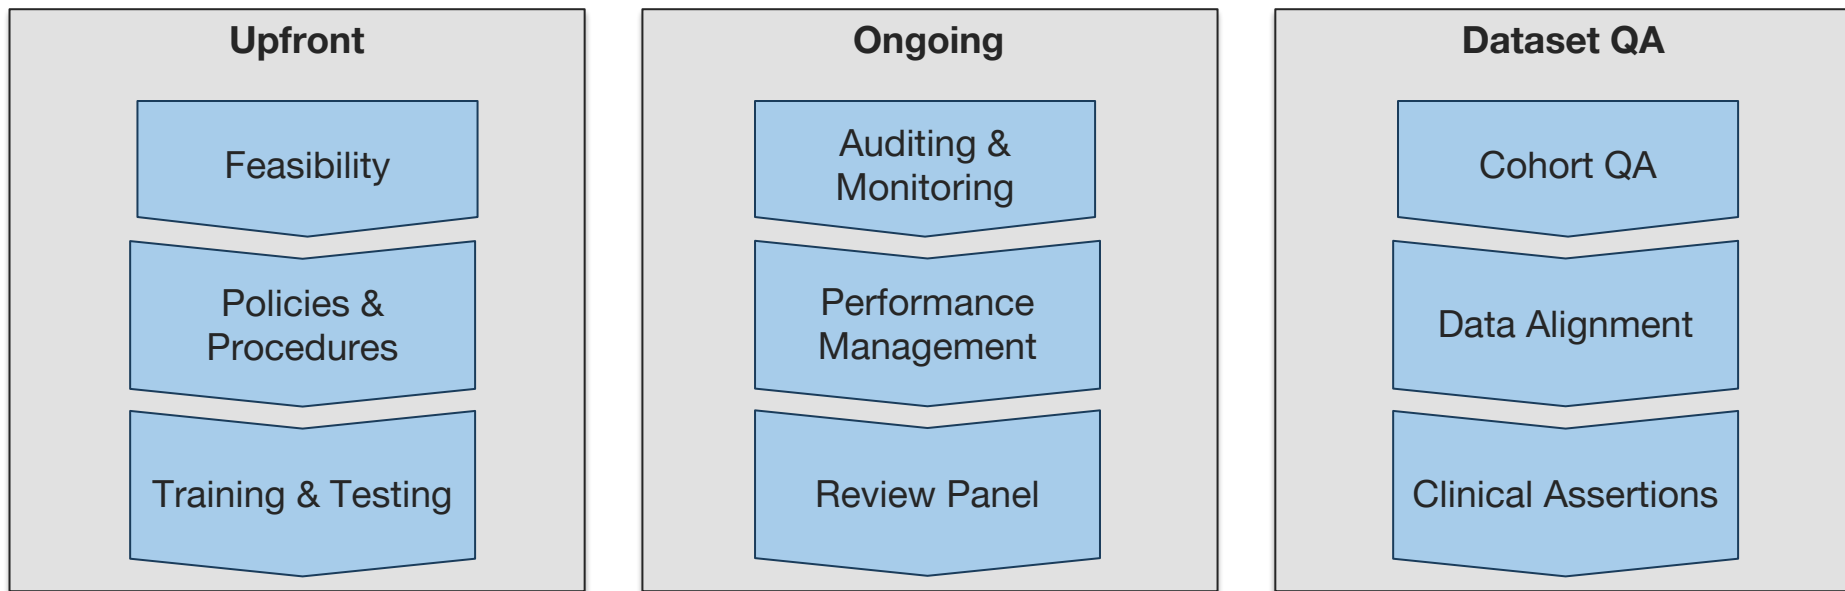 Upfront
Feasibility
Policies &
Procedures
Training & Testing
Ongoing
Auditing &
Monitoring
Performance
Management
Review Panel
Dataset QA
Cohort QA
Data Alignment
Clinical Assertions